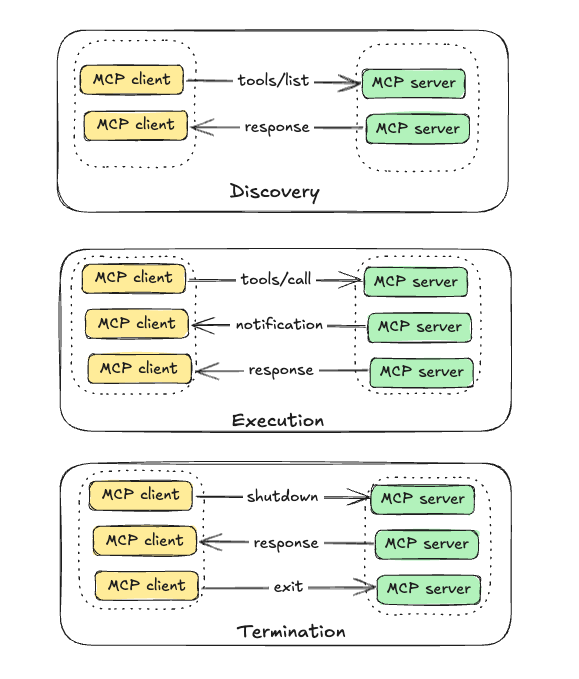 MCP client tools/list MCP server
MCP client response MCP server
Discovery
MCP client tools/call MCP server
MCP client notification MCP server
MCP client response MCP server
Execution
MCP client shutdown MCP server
MCP client response MCP server
MCP client exit MCP server
Termination